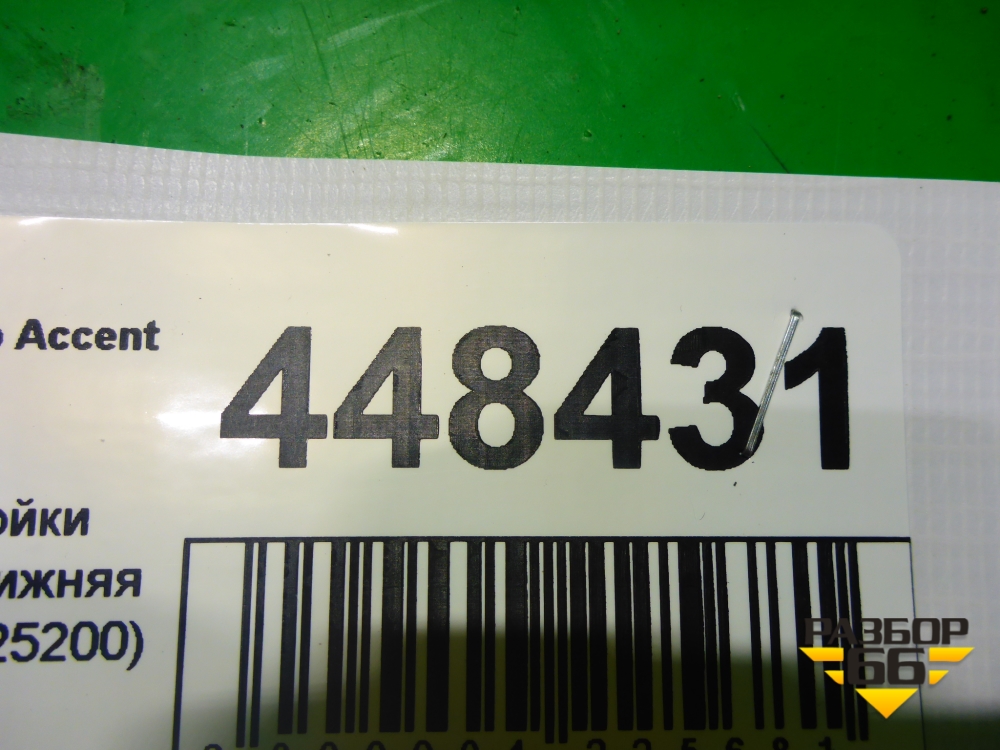 Accent
448431
ойки
ижняя
25200)
РАЗБОР
66